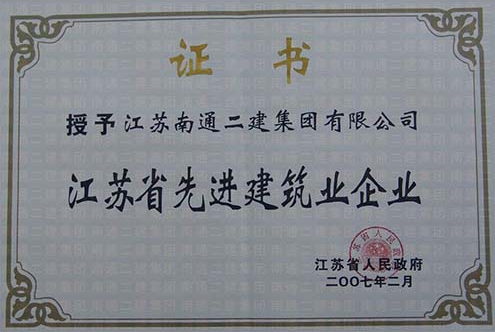 证书
授予江苏南通二建集团有限公司
江苏省先进建筑业企业
江苏省人民政府
二〇〇七年二月